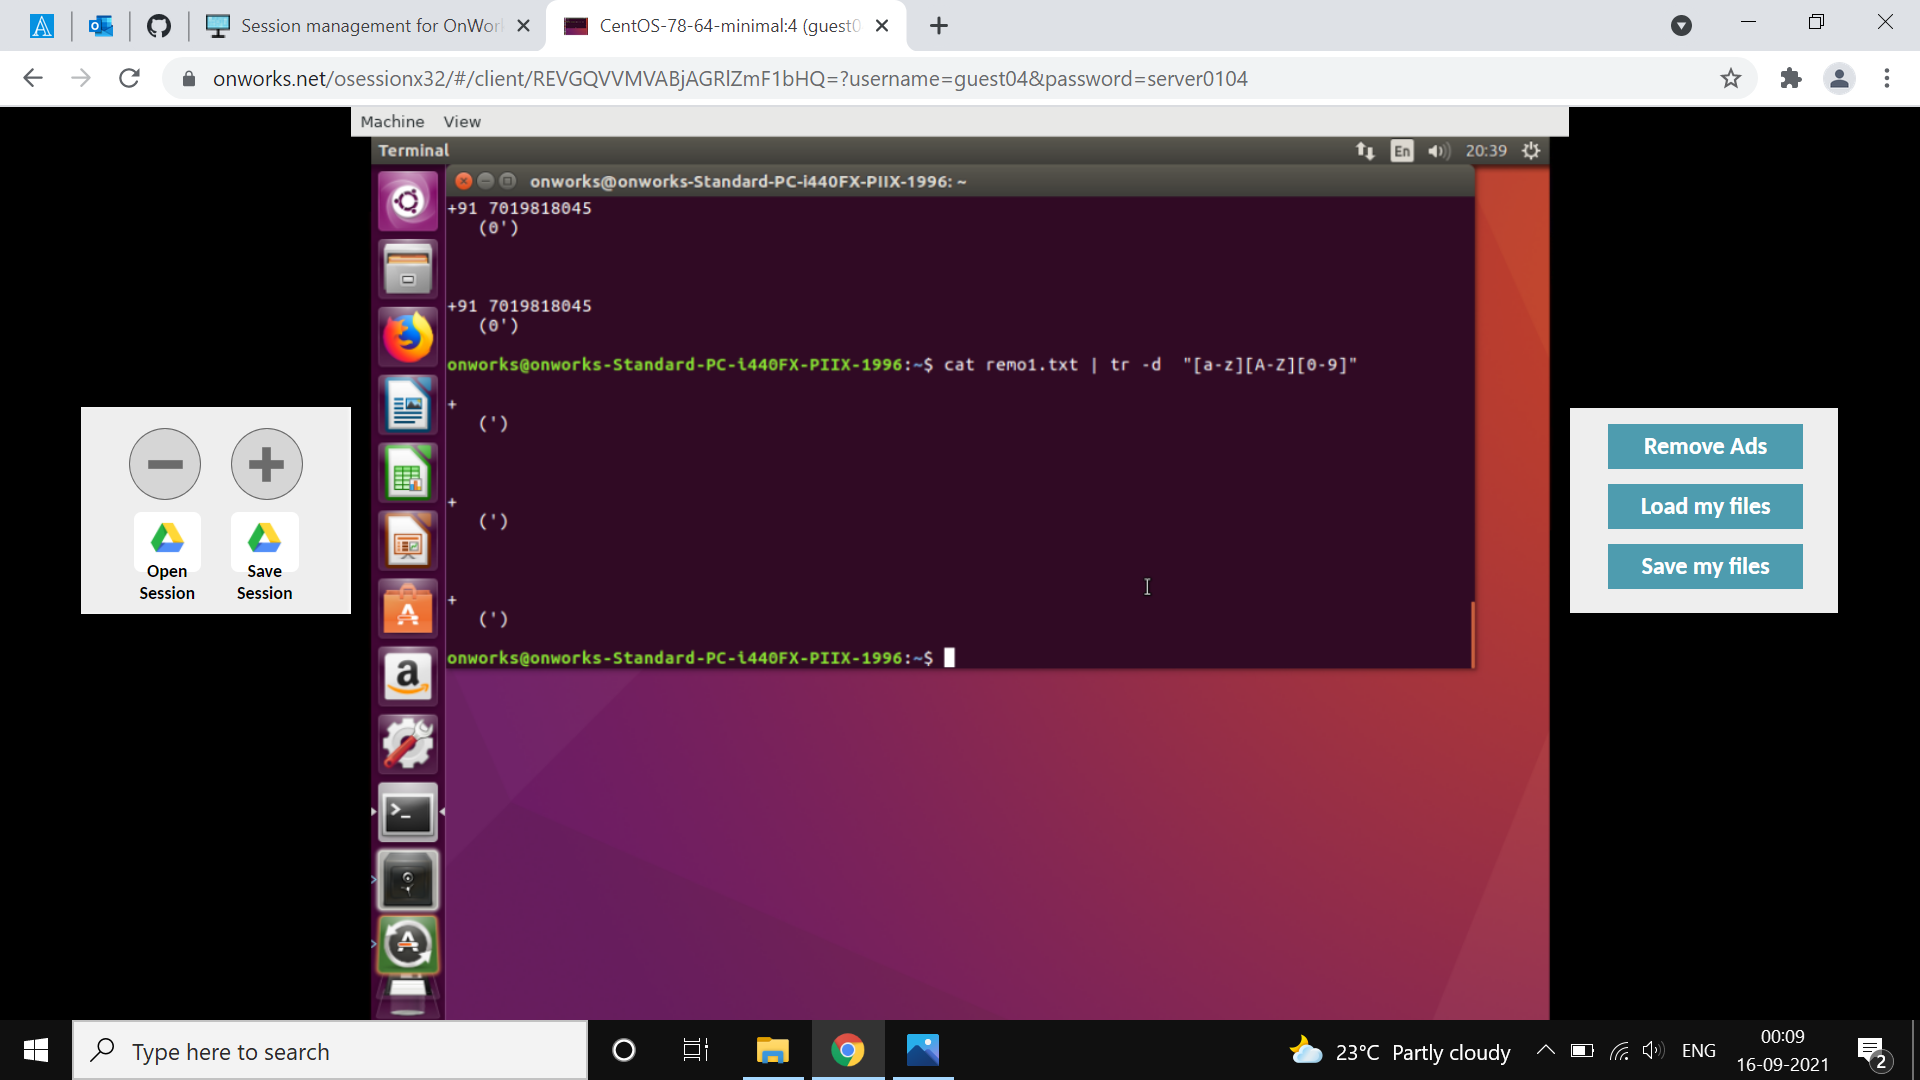 Session management for OnWor
CentOS-78-64-minimal:4 (guest0
onworks.net/osessionx32/#/client/REVGQVVMVABjAGRlZmF1bHQ=?username=guest04&password=server0104
Machine View
Terminal
En
20:39
onworks@onworks-Standard-PC-i440FX-PIIX-1996: ~
+91 7019818045
(0')
+91 7019818045
(0')
onworks@onworks-Standard-PC-i440FX-PIIX-1996:~$ cat remo1.txt | tr -d  "[a-z][A-Z][0-9]"
+
(')
+
(')
+
(')
onworks@onworks-Standard-PC-i440FX-PIIX-1996:~$
Open Session
Save Session
Remove Ads
Load my files
Save my files
Type here to search
23°C Partly cloudy
ENG
00:09
16-09-2021
2